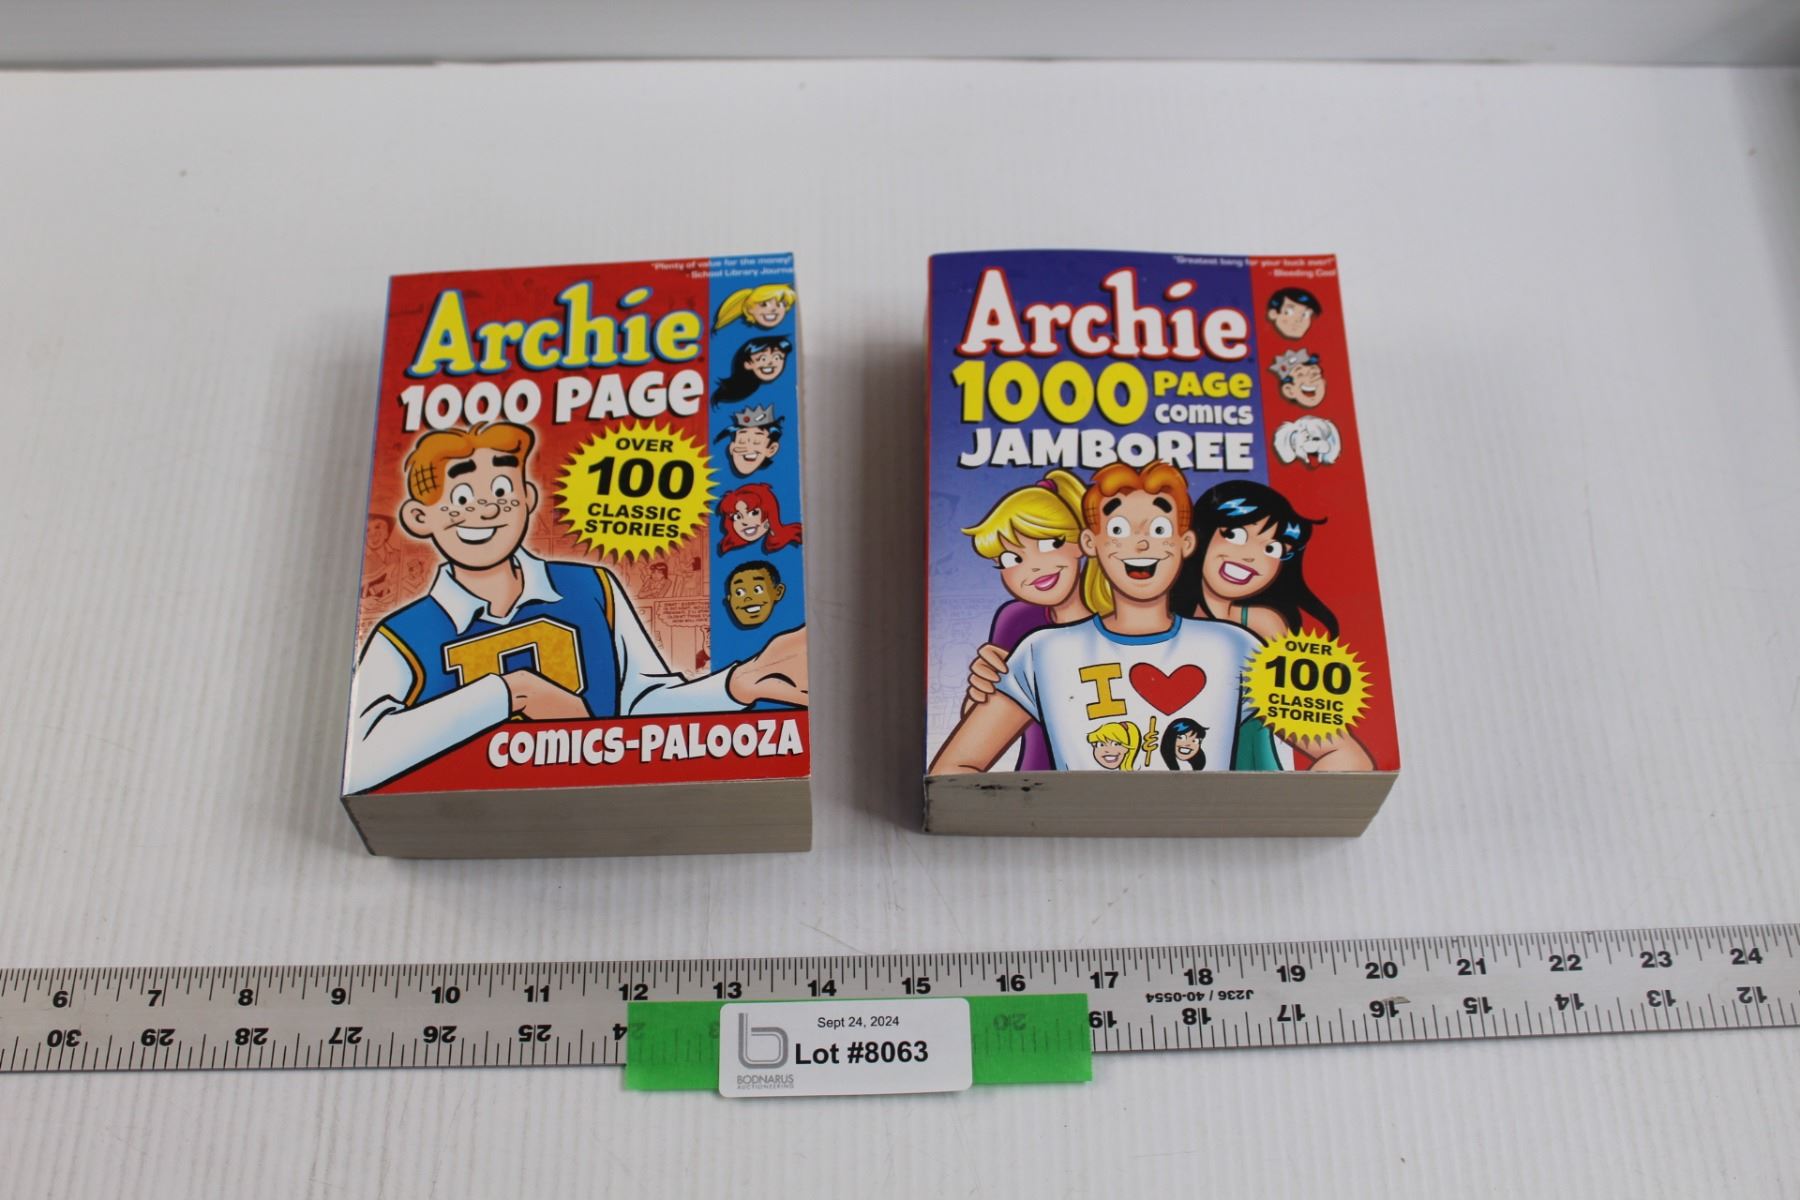 "Plenty of value for the money!"
- School Library Journal
Archie
1000 PAGE
OVER
100
CLASSIC
STORIES
COMICS-PALOOZA
"Greatest bang for your buck ever!"
- Bleeding Cool
Archie
1000 PAGE
COMICS
JAMBOREE
I
OVER
100
CLASSIC
STORIES
6 7 8 9 10 11 12 13 14 15 16 17 18 19 20 21 22 23 24
J236 / 40-0554
30 29 28 27 26 25 24 20 19 18 17 16 15 14 13 12
Sept 24, 2024
Lot #8063
BODNARUS
AUCTIONEERING